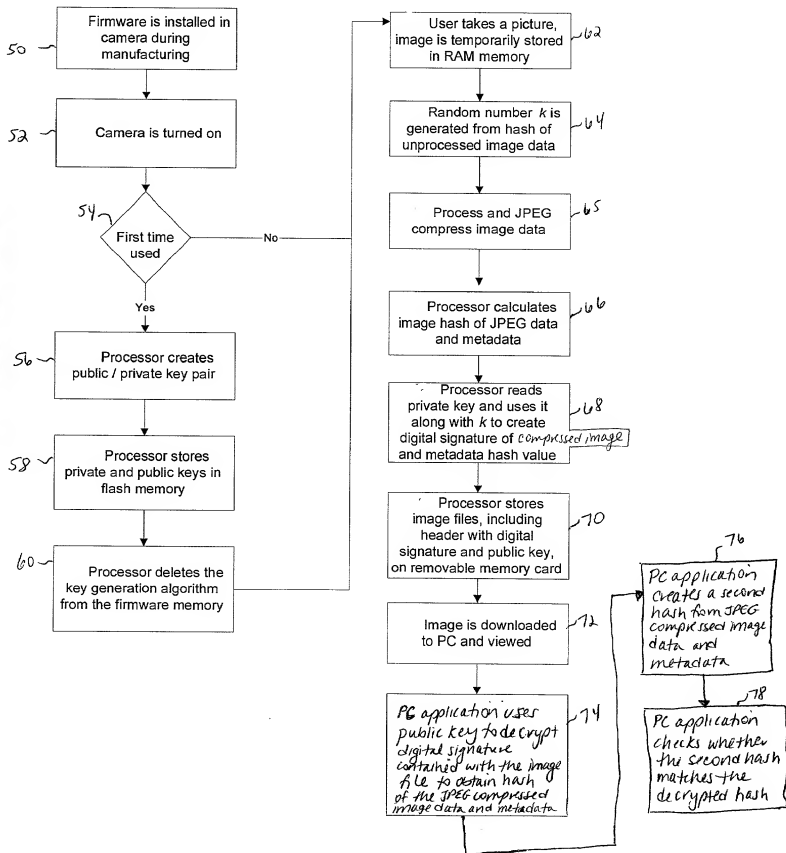 50
Firmware is installed in
camera during
manufacturing
52
Camera is turned on
54
First time
used
No
Yes
56
Processor creates
public / private key pair
58
Processor stores
private and public keys in
flash memory
60
Processor deletes the
key generation algorithm
from the firmware memory
User takes a picture,
image is temporarily stored
in RAM memory
62
Random number k is
generated from hash of
unprocessed image data
64
Process and JPEG
compress image data
65
Processor calculates
image hash of JPEG data
and metadata
66
Processor reads
private key and uses it
along with k to create
digital signature of compressed image
and metadata hash value
68
Processor stores
image files, including
header with digital
signature and public key,
on removable memory card
70
Image is downloaded
to PC and viewed
72
PC application uses
public key to decrypt
digital signature
contained with the image
file to obtain hash
of the JPEG compressed
image data and metadata
74
76
PC application
creates a second
hash from JPEG
compressed image
data and
metadata
78
PC application
checks whether
the second hash
matches the
decrypted hash